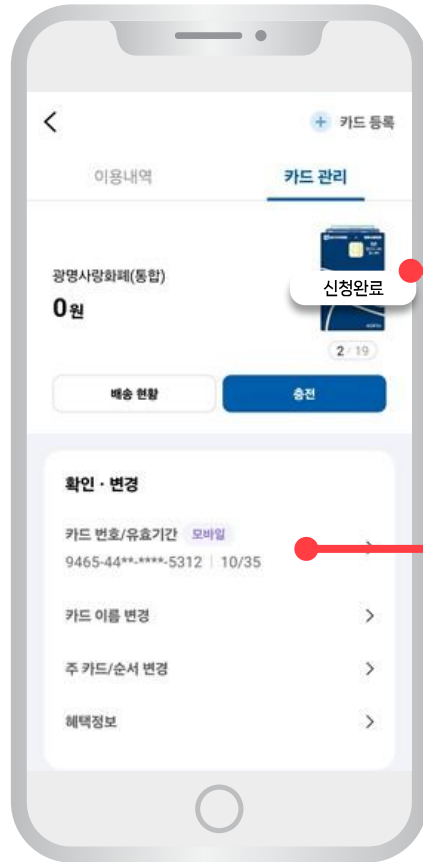 + 카드 등록
이용내역 카드 관리
광명사랑화폐(통합)
0원
신청완료
2 / 19
배송 현황 충전
확인 · 변경
카드 번호/유효기간 모바일
9465-44**-****-5312 | 10/35
카드 이름 변경
주 카드/순서 변경
혜택정보